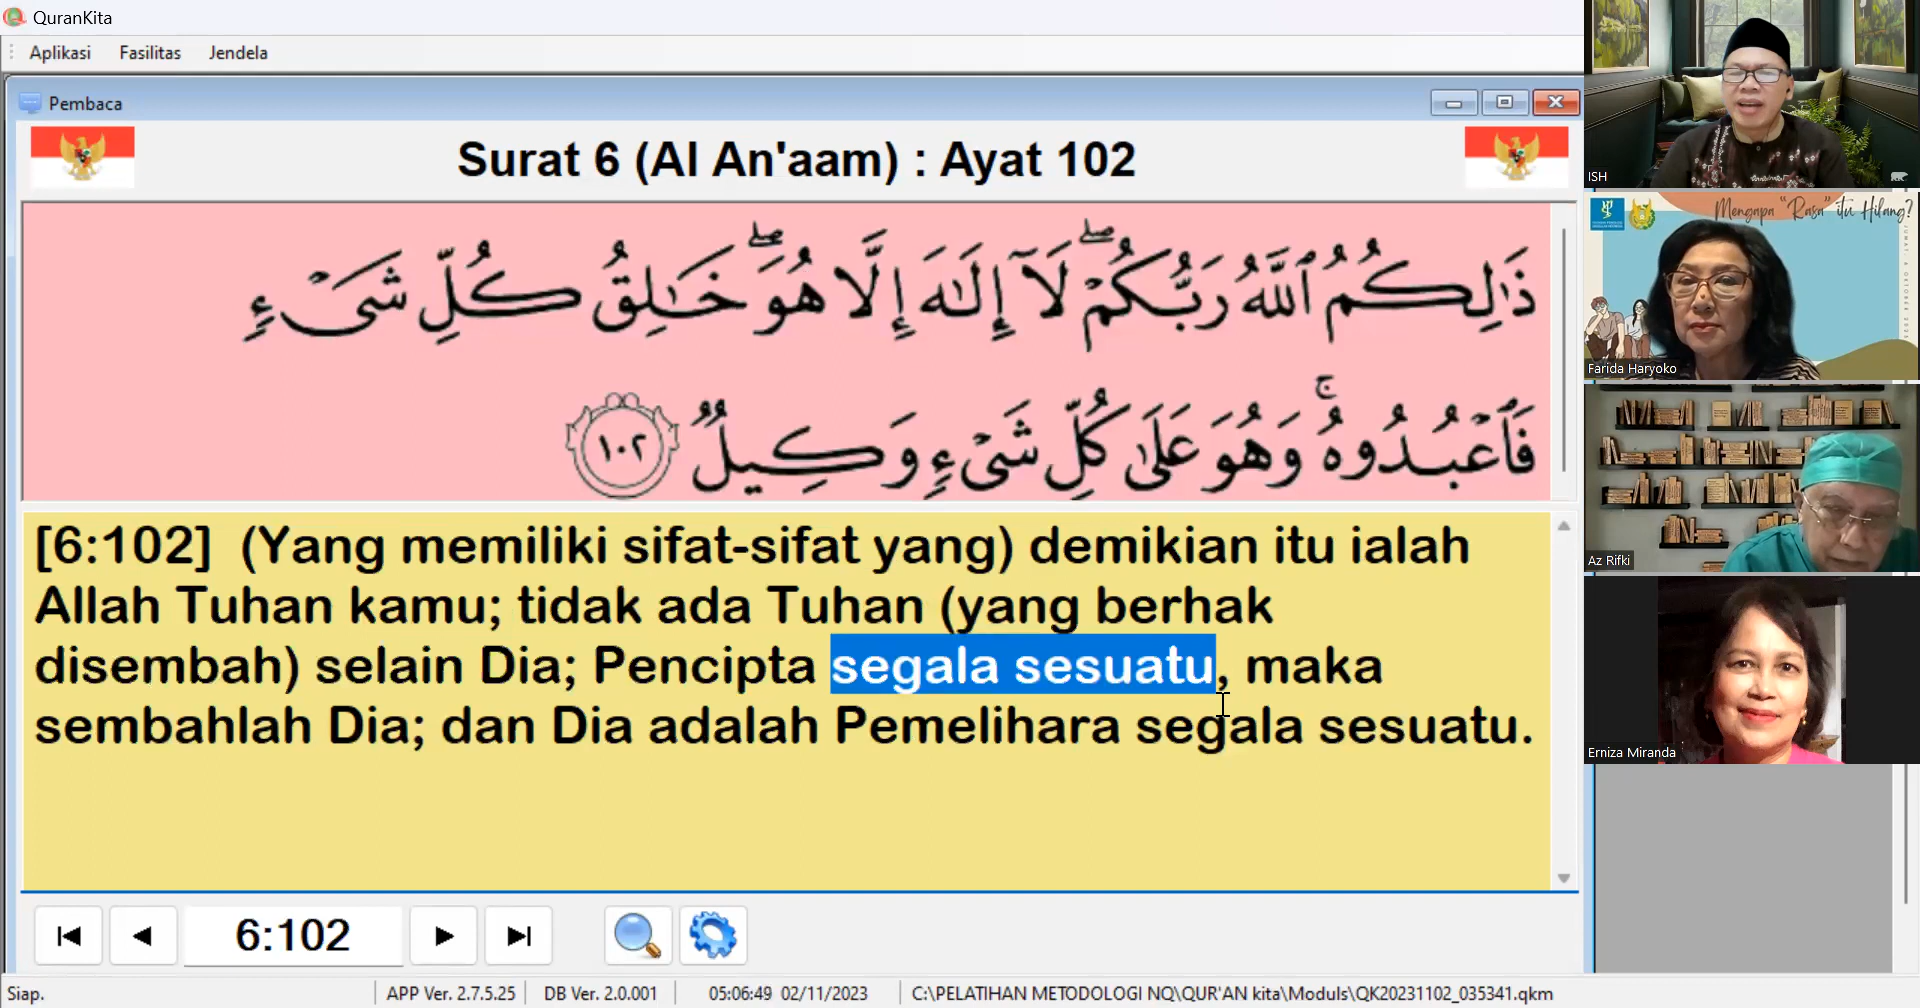 QuranKita
Aplikasi Fasilitas Jendela
Pembaca
Surat 6 (Al An'aam) : Ayat 102
ذَٰلِكُمُ ٱللَّهُ رَبُّكُمْ ۖ لَآ إِلَٰهَ إِلَّا هُوَ ۖ خَٰلِقُ كُلِّ شَىْءٍ
فَٱعْبُدُوهُ ۚ وَهُوَ عَلَىٰ كُلِّ شَىْءٍ وَكِيلٌ ١٠٢
[6:102] (Yang memiliki sifat-sifat yang) demikian itu ialah
Allah Tuhan kamu; tidak ada Tuhan (yang berhak
disembah) selain Dia; Pencipta segala sesuatu, maka
sembahlah Dia; dan Dia adalah Pemelihara segala sesuatu.
6:102
Siap. APP Ver. 2.7.5.25 DB Ver. 2.0.001 05:06:49 02/11/2023 C:\PELATIHAN METODOLOGI NQ\QUR'AN kita\Moduls\QK20231102_035341.qkm
ISH
Mengapa "Rasa" itu Hilang?
Farida Haryoko
Az Rifki
Erniza Miranda